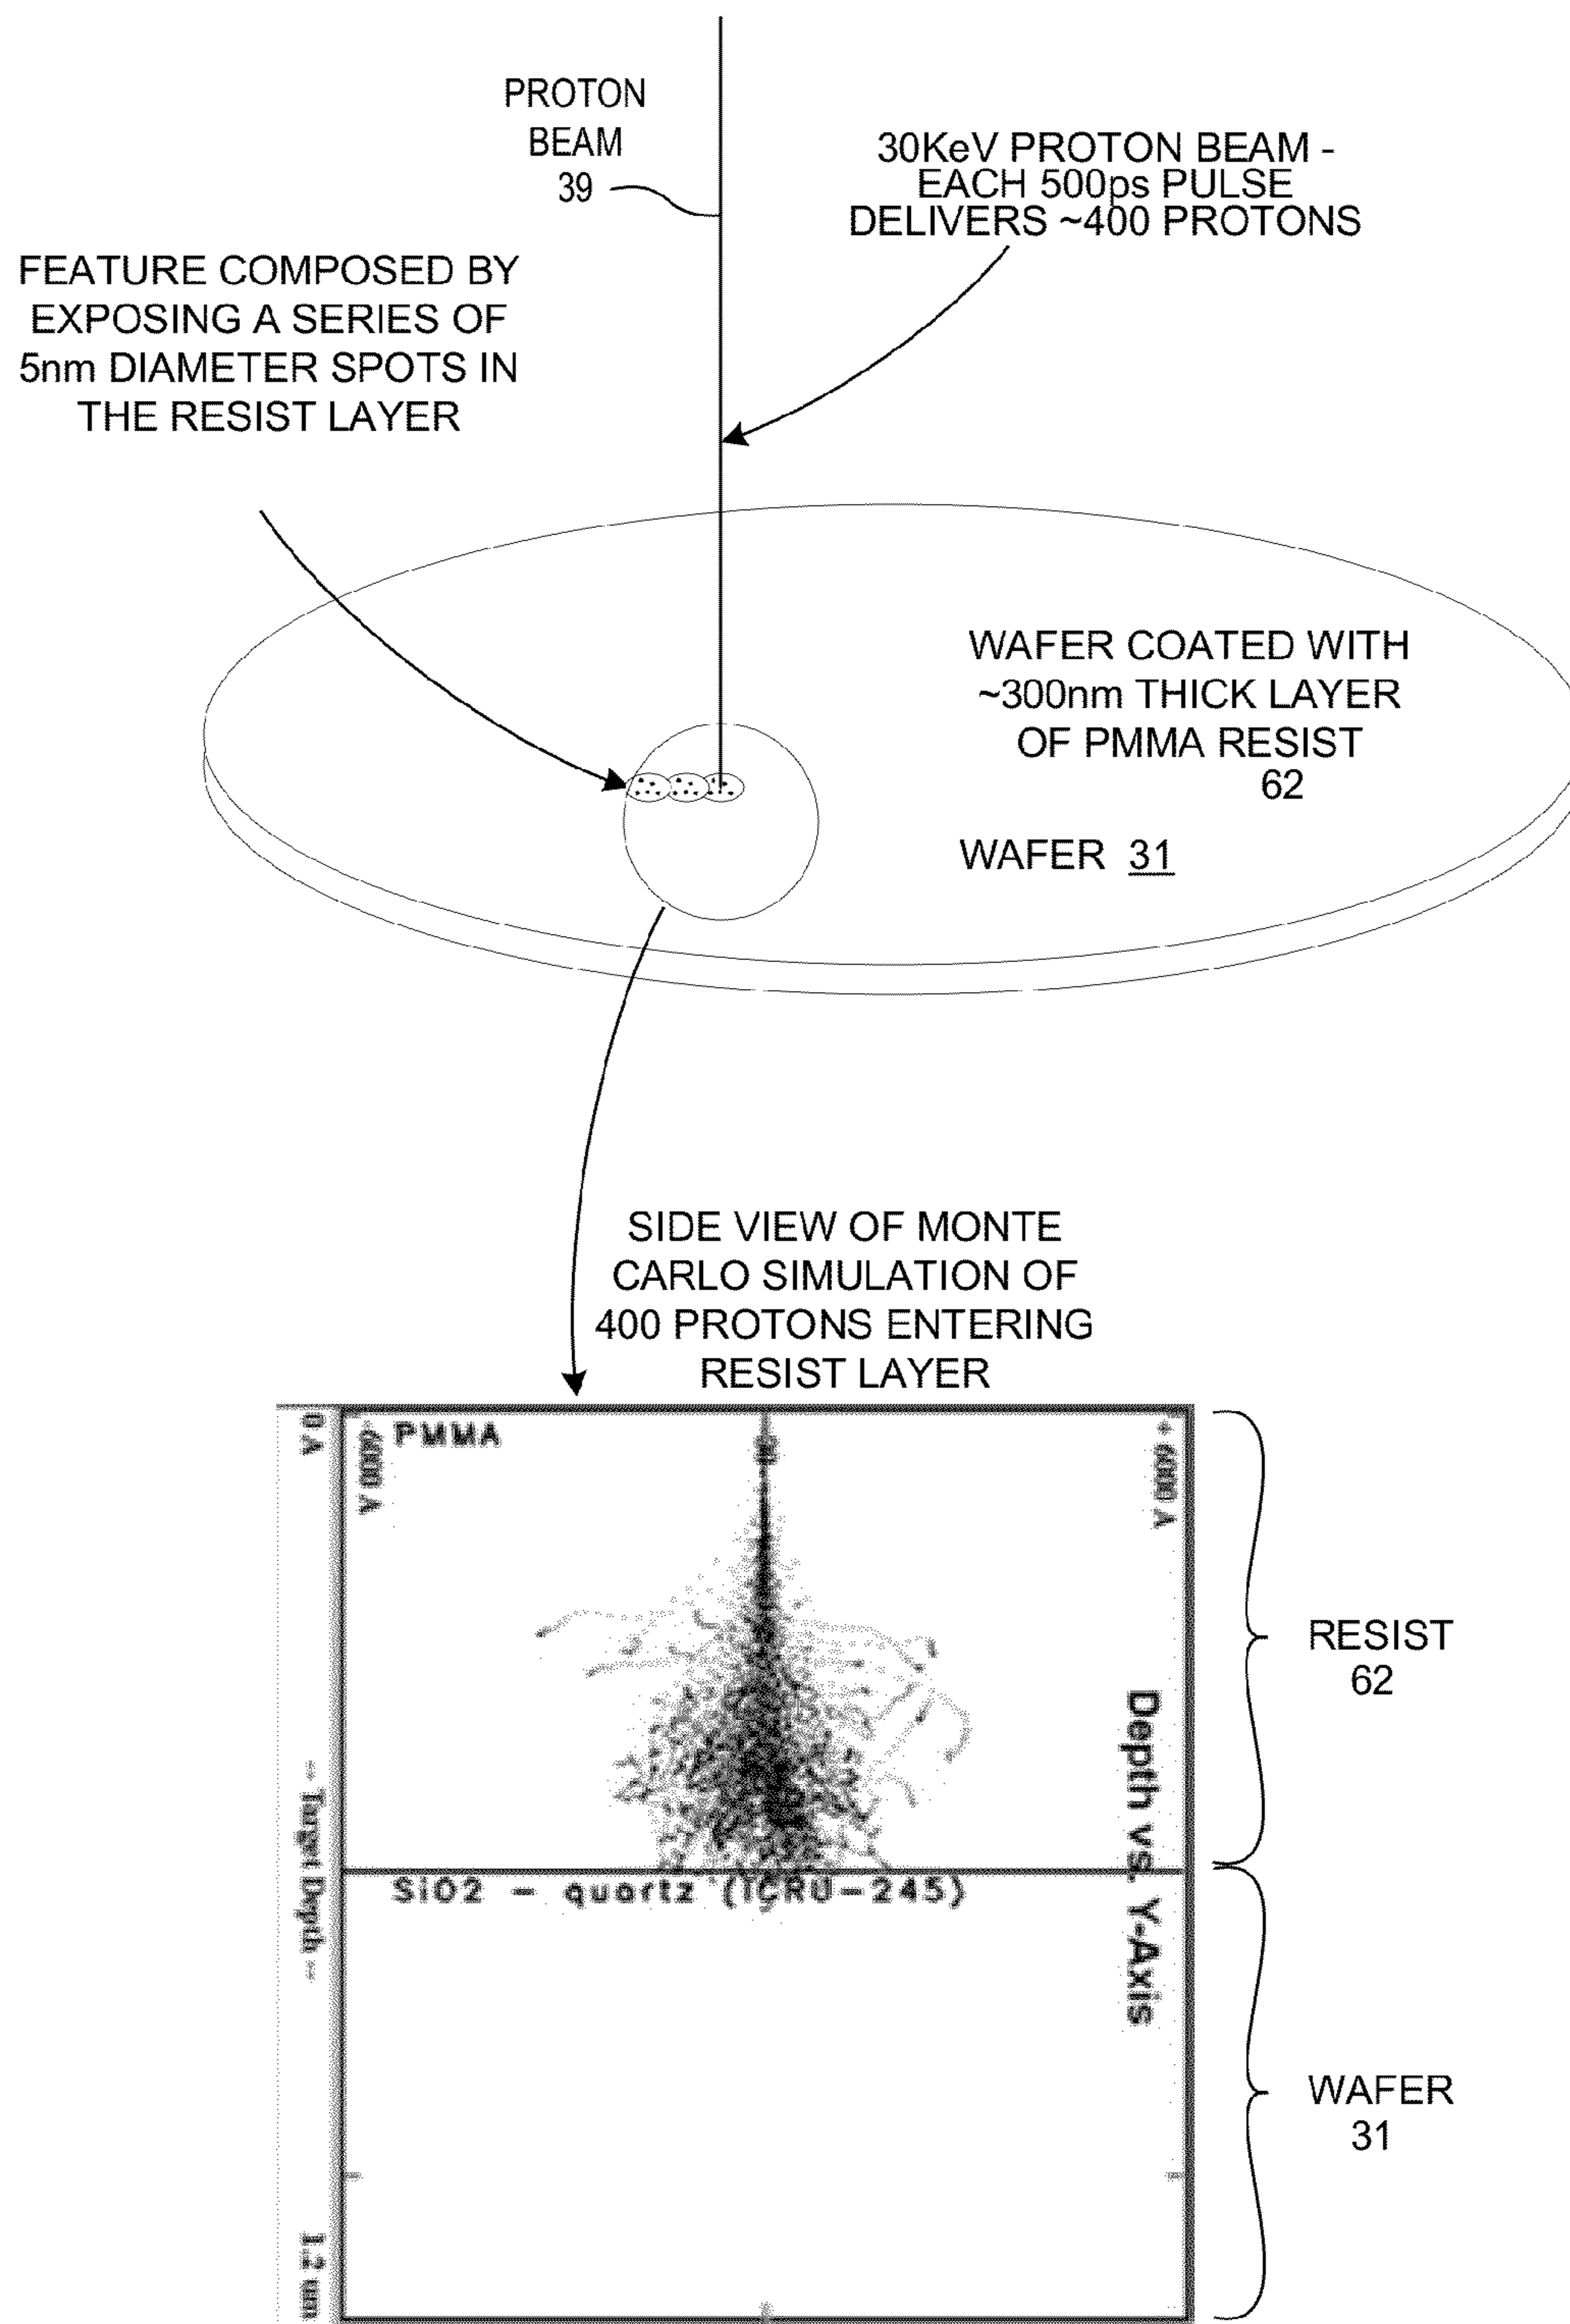 PROTON
BEAM
39
30KeV PROTON BEAM -
EACH 500ps PULSE
DELIVERS ~400 PROTONS
FEATURE COMPOSED BY
EXPOSING A SERIES OF
5nm DIAMETER SPOTS IN
THE RESIST LAYER
WAFER COATED WITH
~300nm THICK LAYER
OF PMMA RESIST
62
WAFER 31
SIDE VIEW OF MONTE
CARLO SIMULATION OF
400 PROTONS ENTERING
RESIST LAYER
0 A
PMMA
-6000 A
+6000 A
RESIST
62
Depth vs. Y-Axis
-- Target Depth --
SiO2 - quartz (ICRU-245)
WAFER
31
1.2 um